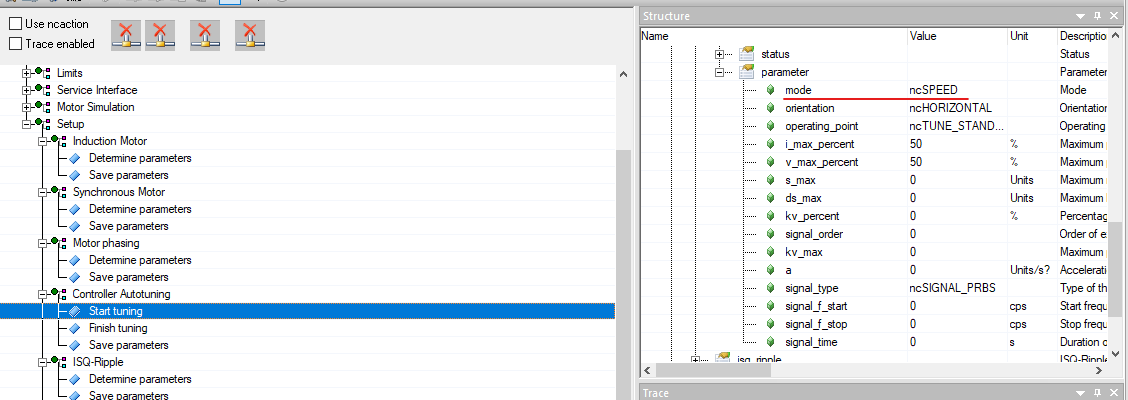 Use ncaction
Trace enabled
Limits
Service Interface
Motor Simulation
Setup
Induction Motor
Determine parameters
Save parameters
Synchronous Motor
Determine parameters
Save parameters
Motor phasing
Determine parameters
Save parameters
Controller Autotuning
Start tuning
Finish tuning
Save parameters
ISQ-Ripple
Determine parameters
Save parameters
Structure
Name Value Unit Descriptio
status Status
parameter Parameter
mode ncSPEED Mode
orientation ncHORIZONTAL Orientation
operating_point ncTUNE_STAND... Operating
i_max_percent 50 % Maximum
v_max_percent 50 % Maximum
s_max 0 Units Maximum
ds_max 0 Units Maximum
kv_percent 0 % Percentag
signal_order 0 Order of e
kv_max 0 Maximum
a 0 Units/s? Acceleratio
signal_type ncSIGNAL_PRBS Type of the
signal_f_start 0 cps Start frequ
signal_f_stop 0 cps Stop frequ
signal_time 0 s Duration o
isq_ripple ISQ-Ripple
Trace